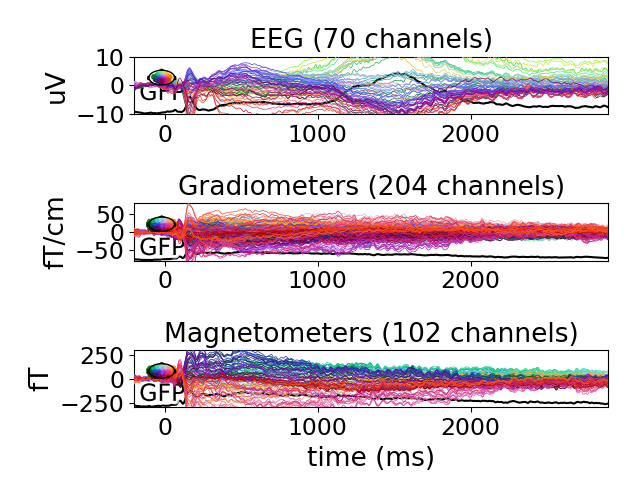 EEG (70 channels)
10
0
−10
uV
GFP
0 1000 2000
Gradiometers (204 channels)
50
0
−50
fT/cm
GFP
0 1000 2000
Magnetometers (102 channels)
250
0
−250
fT
GFP
0 1000 2000
time (ms)